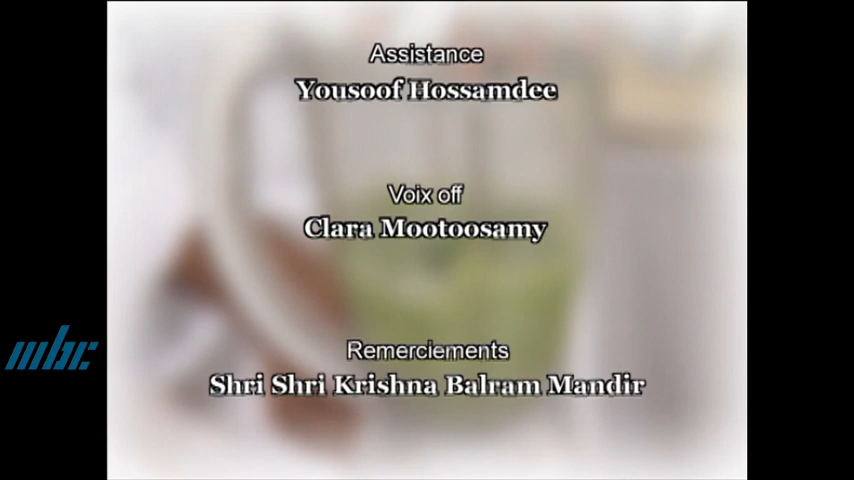 Assistance
Yousoof Hossamdee
Voix off
Clara Mootoosamy
mbc
Remerciements
Shri Shri Krishna Balram Mandir